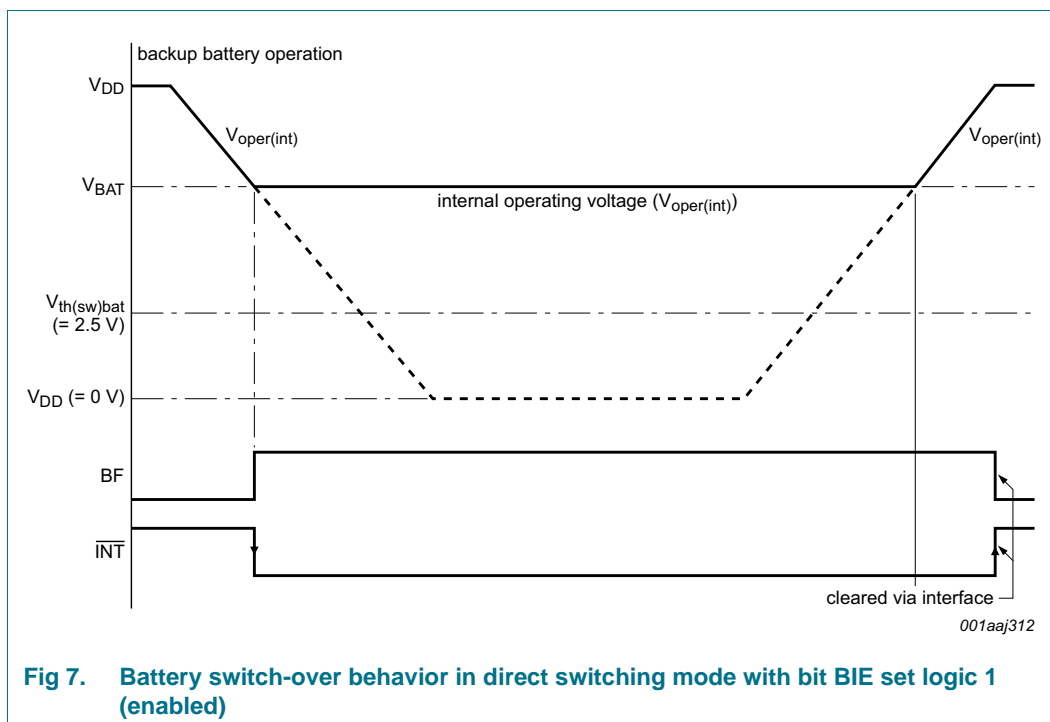 backup battery operation
VDD
Voper(int)
Voper(int)
VBAT
internal operating voltage (Voper(int))
Vth(sw)bat
(= 2.5 V)
VDD (= 0 V)
BF
INT
cleared via interface
001aaj312
Fig 7. Battery switch-over behavior in direct switching mode with bit BIE set logic 1
(enabled)